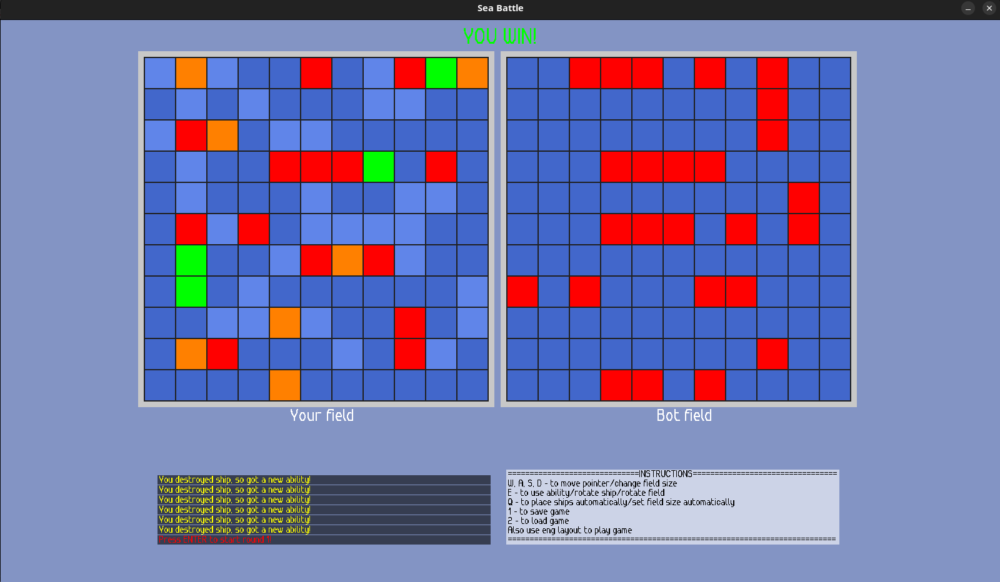 Sea Battle
YOU WIN!
Your field
Bot field
You destroyed ship, so got a new ability!
You destroyed ship, so got a new ability!
You destroyed ship, so got a new ability!
You destroyed ship, so got a new ability!
You destroyed ship, so got a new ability!
You destroyed ship, so got a new ability!
Press ENTER to start round 1!
=============================INSTRUCTIONS===============================
W, A, S, D - to move pointer/change field size
E - to use ability/rotate ship/rotate field
Q - to place ships automatically/set field size automatically
1 - to save game
2 - to load game
Also use eng layout to play game
=========================================================================